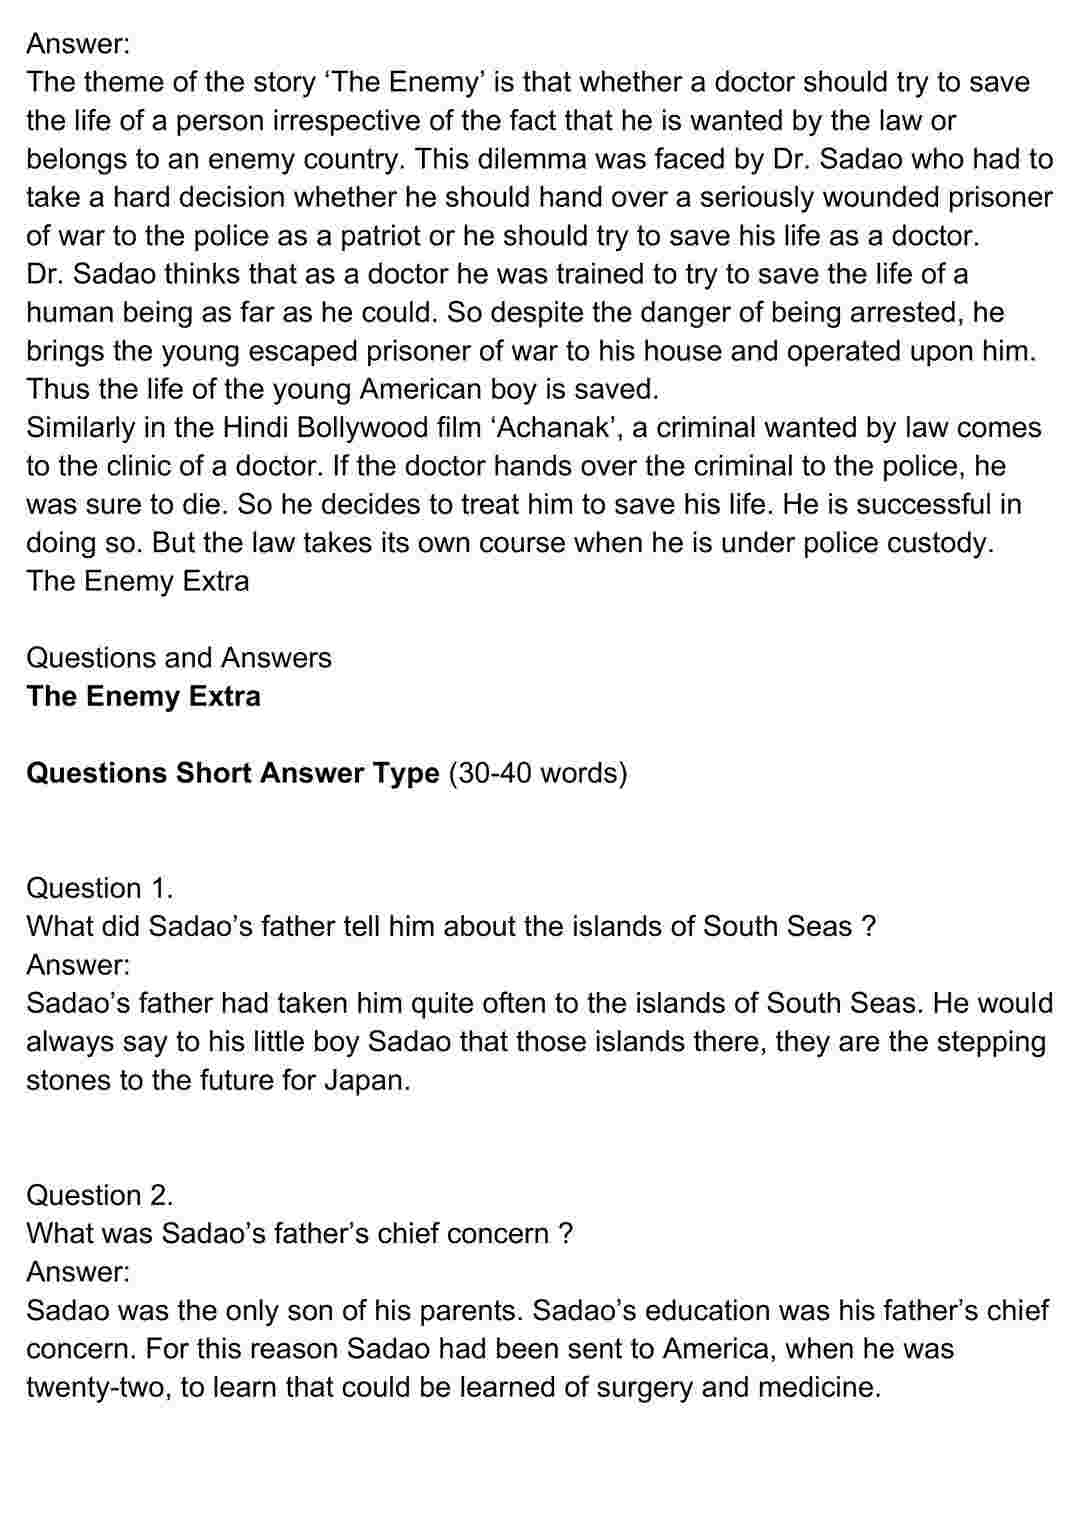 Answer:
The theme of the story ‘The Enemy’ is that whether a doctor should try to save
the life of a person irrespective of the fact that he is wanted by the law or
belongs to an enemy country. This dilemma was faced by Dr. Sadao who had to
take a hard decision whether he should hand over a seriously wounded prisoner
of war to the police as a patriot or he should try to save his life as a doctor.
Dr. Sadao thinks that as a doctor he was trained to try to save the life of a
human being as far as he could. So despite the danger of being arrested, he
brings the young escaped prisoner of war to his house and operated upon him.
Thus the life of the young American boy is saved.
Similarly in the Hindi Bollywood film ‘Achanak’, a criminal wanted by law comes
to the clinic of a doctor. If the doctor hands over the criminal to the police, he
was sure to die. So he decides to treat him to save his life. He is successful in
doing so. But the law takes its own course when he is under police custody.
The Enemy Extra
Questions and Answers
The Enemy Extra
Questions Short Answer Type (30-40 words)
Question 1.
What did Sadao’s father tell him about the islands of South Seas ?
Answer:
Sadao’s father had taken him quite often to the islands of South Seas. He would
always say to his little boy Sadao that those islands there, they are the stepping
stones to the future for Japan.
Question 2.
What was Sadao’s father’s chief concern ?
Answer:
Sadao was the only son of his parents. Sadao’s education was his father’s chief
concern. For this reason Sadao had been sent to America, when he was
twenty-two, to learn that could be learned of surgery and medicine.